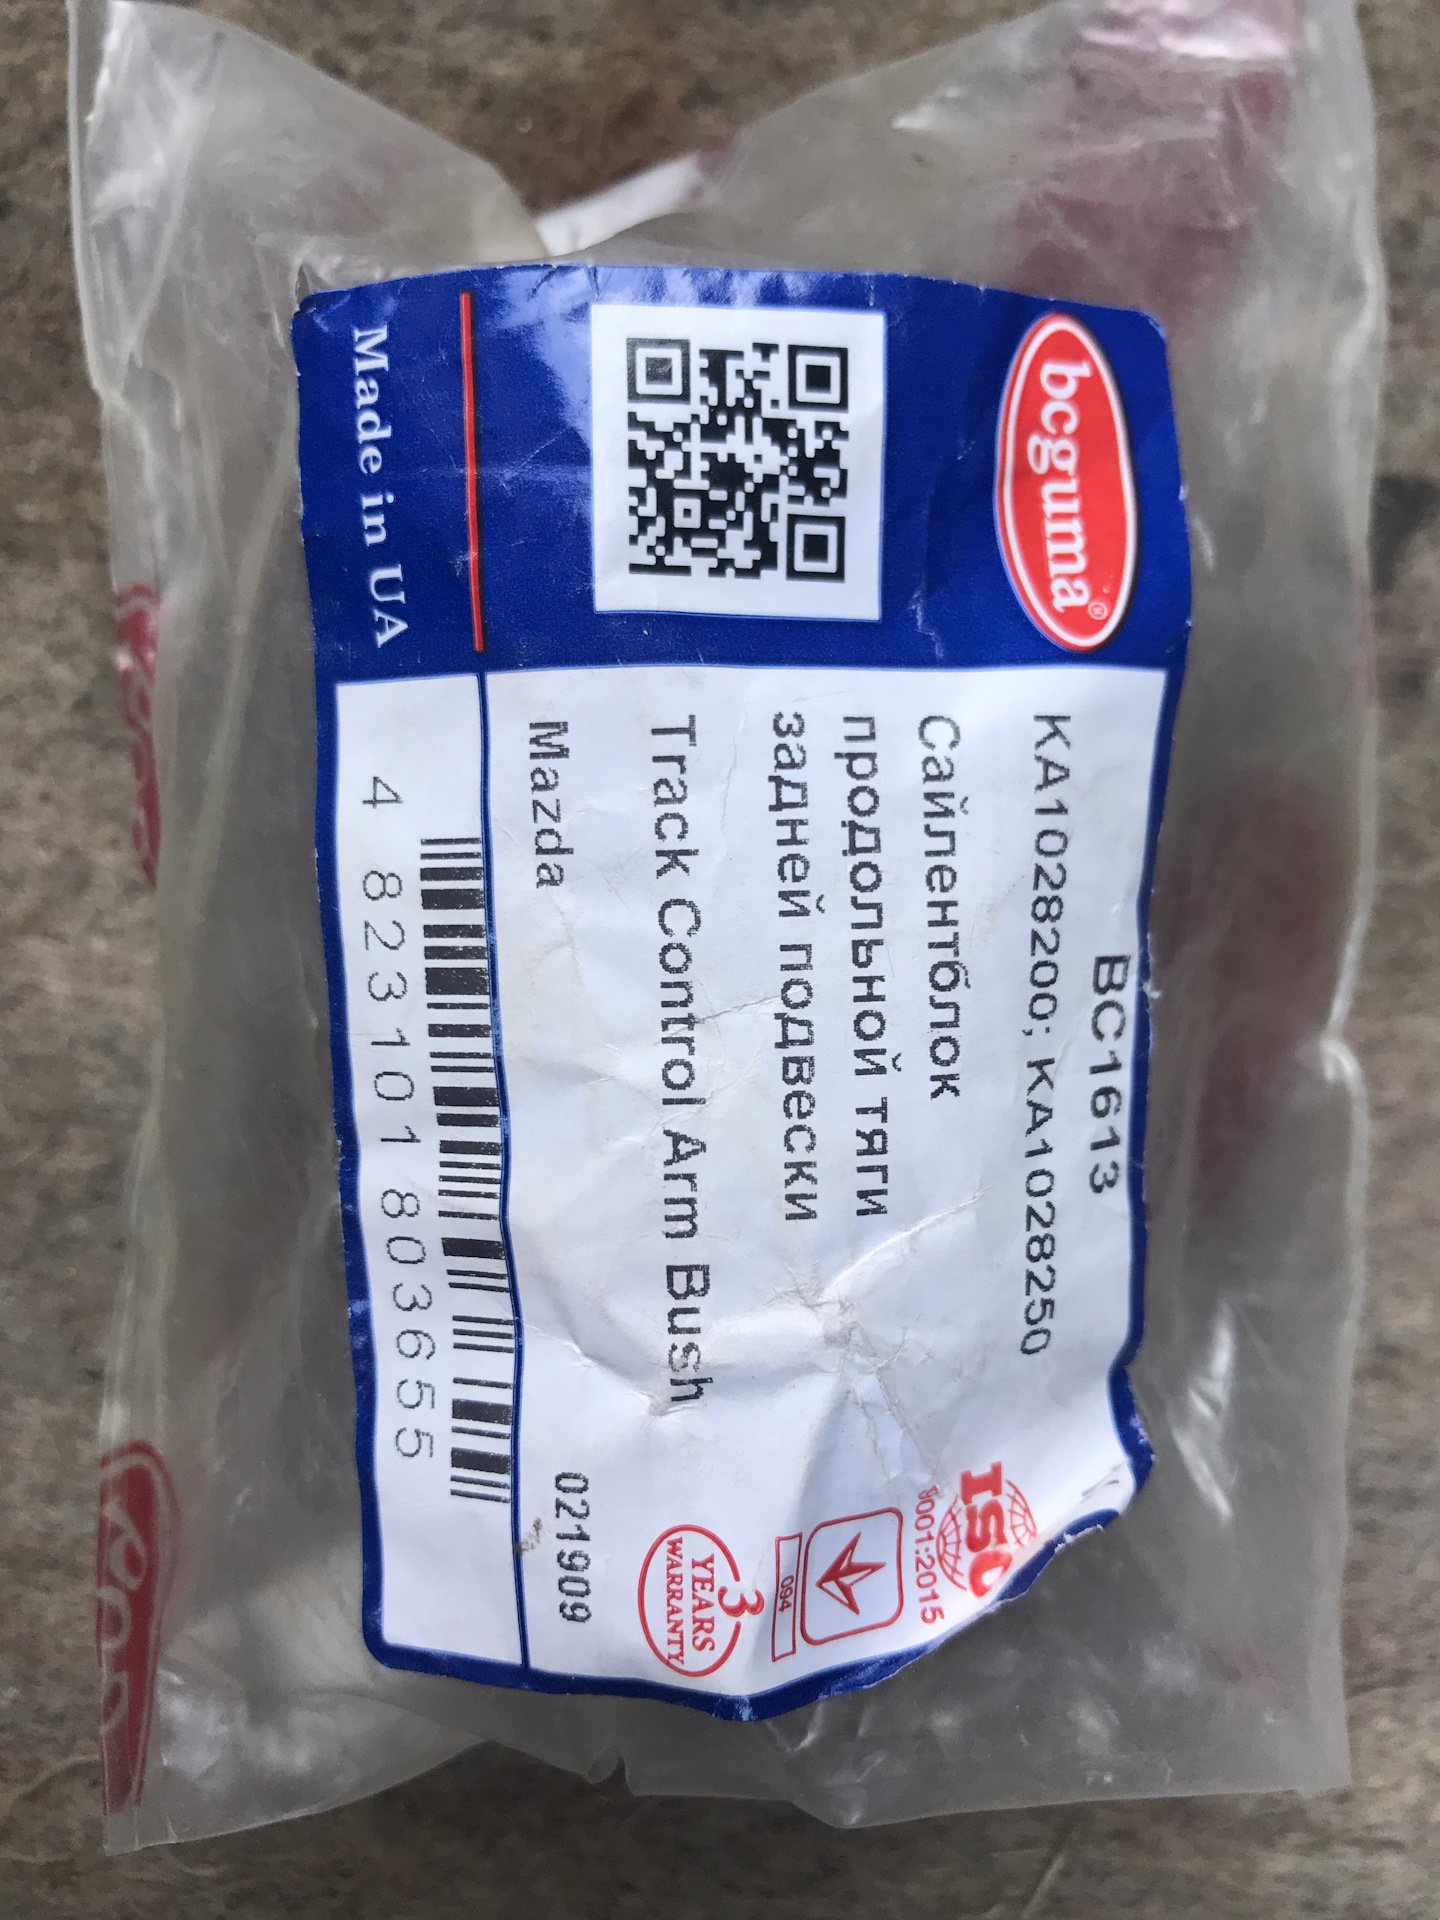 bcguma®
Made in UA
BC1613
KA1028200; KA1028250
Сайлентблок
продольной тяги
задней подвески
Track Control Arm Bush
Mazda
021909
ISO
9001:2015
094
3
YEARS
WARRANTY
4 823101 803655